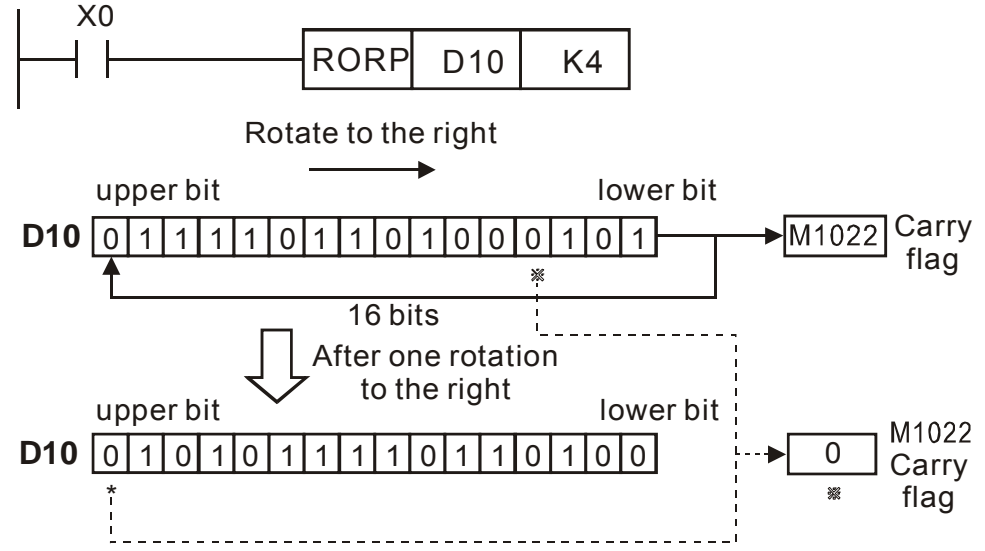 X0
RORP D10 K4
Rotate to the right
upper bit lower bit
D10 0 1 1 1 1 0 1 1 0 1 0 0 0 1 0 1 M1022 Carry
flag
※
16 bits
After one rotation
to the right
upper bit lower bit
D10 0 1 0 1 0 1 1 1 1 0 1 1 0 1 0 0 0 M1022
Carry
flag
* ※